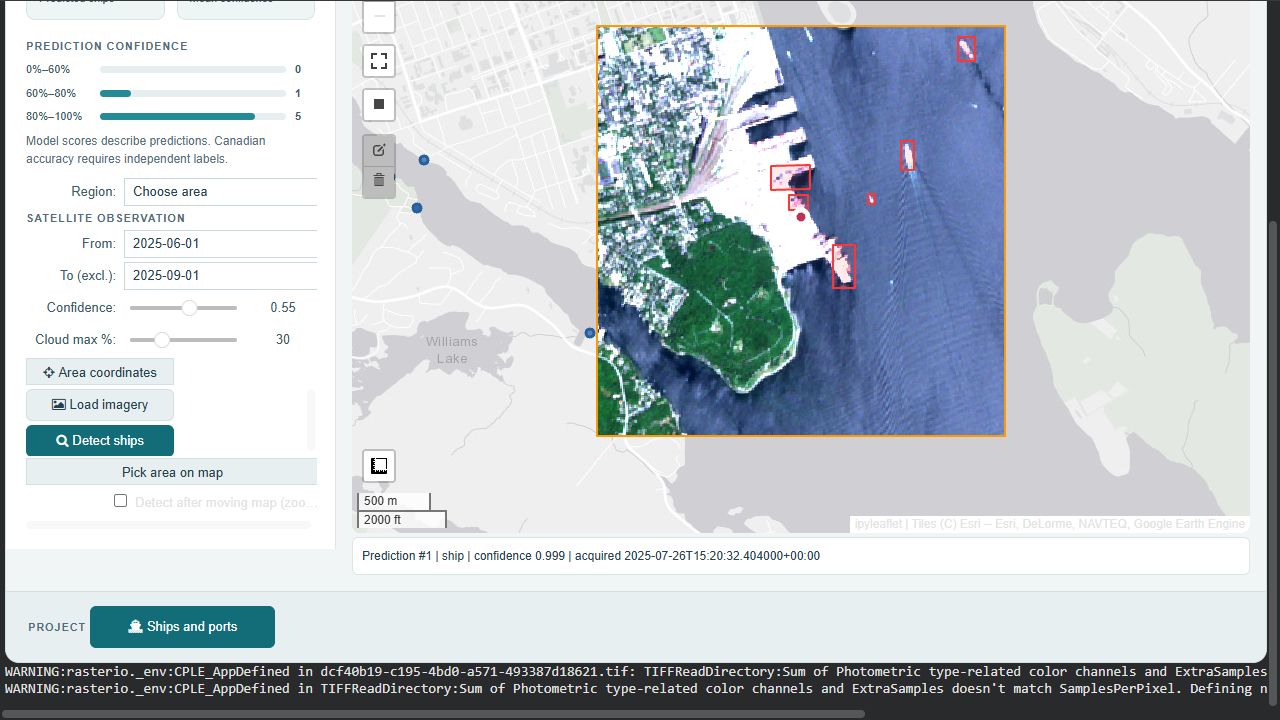 PREDICTION CONFIDENCE
0%–60% 0
60%–80% 1
80%–100% 5
Model scores describe predictions. Canadian
accuracy requires independent labels.
Region: Choose area
SATELLITE OBSERVATION
From: 2025-06-01
To (excl.): 2025-09-01
Confidence: 0.55
Cloud max %: 30
Area coordinates
Load imagery
Detect ships
Pick area on map
Detect after moving map (zoo...
Williams
Lake
500 m
2000 ft
ipyleaflet | Tiles (C) Esri -- Esri, DeLorme, NAVTEQ, Google Earth Engine
Prediction #1 | ship | confidence 0.999 | acquired 2025-07-26T15:20:32.404000+00:00
PROJECT Ships and ports
WARNING:rasterio._env:CPLE_AppDefined in dcf40b19-c195-4bd0-a571-493387d18621.tif: TIFFReadDirectory:Sum of Photometric type-related color channels and ExtraSamples
WARNING:rasterio._env:CPLE_AppDefined in TIFFReadDirectory:Sum of Photometric type-related color channels and ExtraSamples doesn't match SamplesPerPixel. Defining n